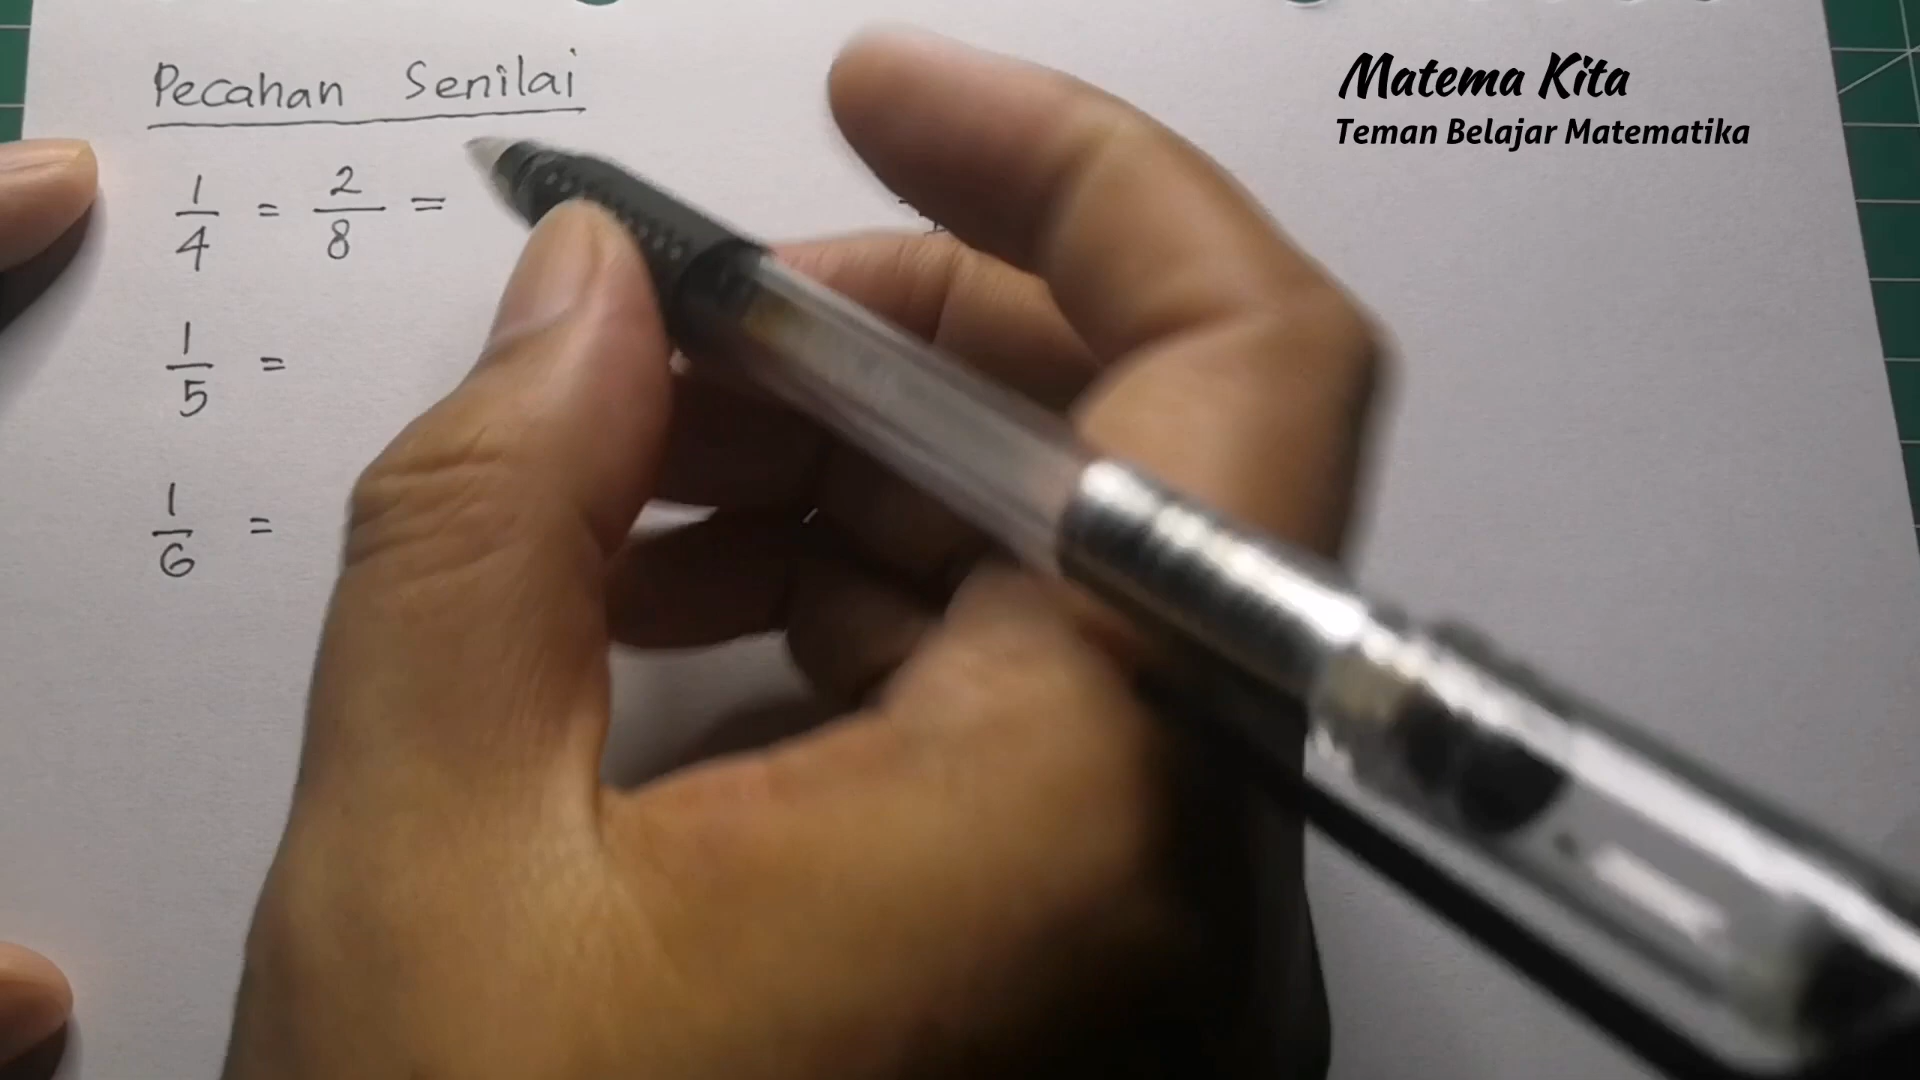 Pecahan Senilai
Matema Kita
Teman Belajar Matematika
1/4 = 2/8 =
1/5 =
1/6 =